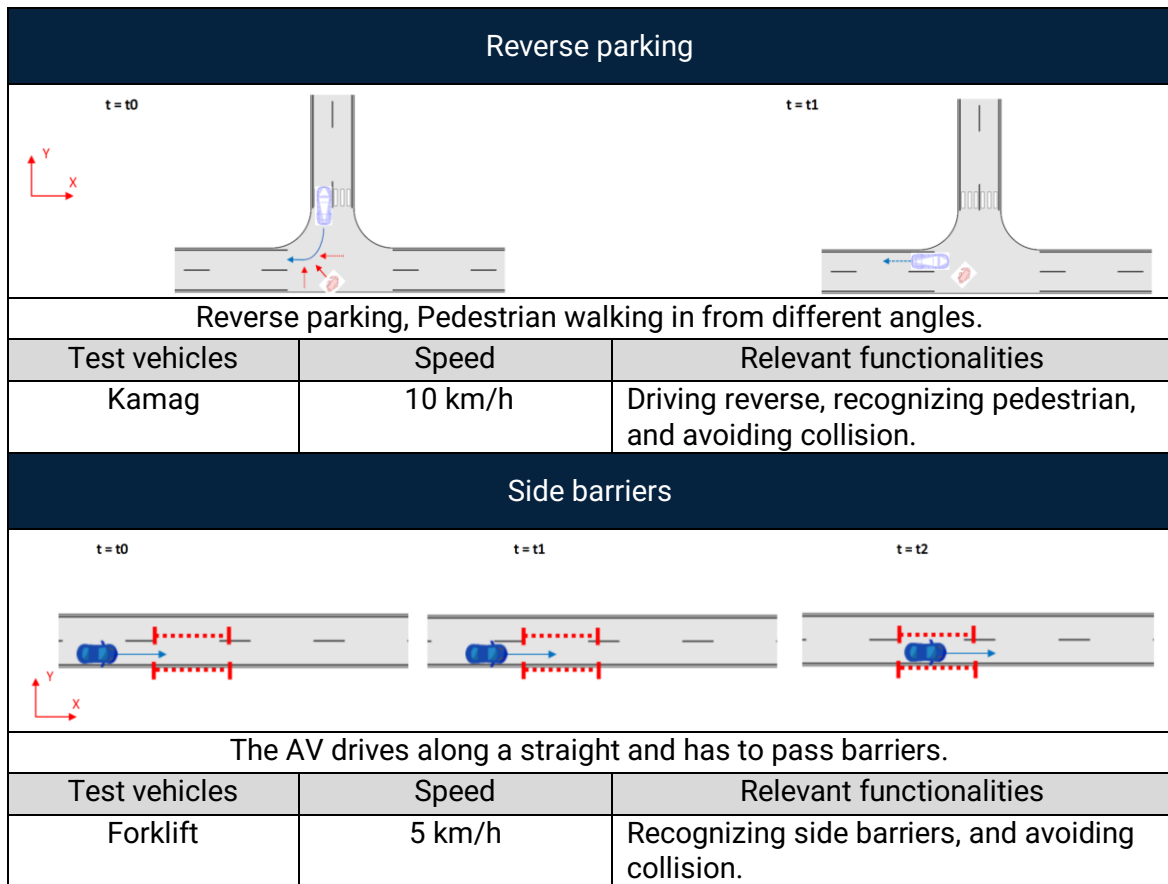 Reverse parking
t = t0
t = t1
Y
X
Reverse parking, Pedestrian walking in from different angles.
Test vehicles Speed Relevant functionalities
Kamag 10 km/h Driving reverse, recognizing pedestrian,
and avoiding collision.
Side barriers
t = t0
t = t1
t = t2
Y
X
The AV drives along a straight and has to pass barriers.
Test vehicles Speed Relevant functionalities
Forklift 5 km/h Recognizing side barriers, and avoiding
collision.